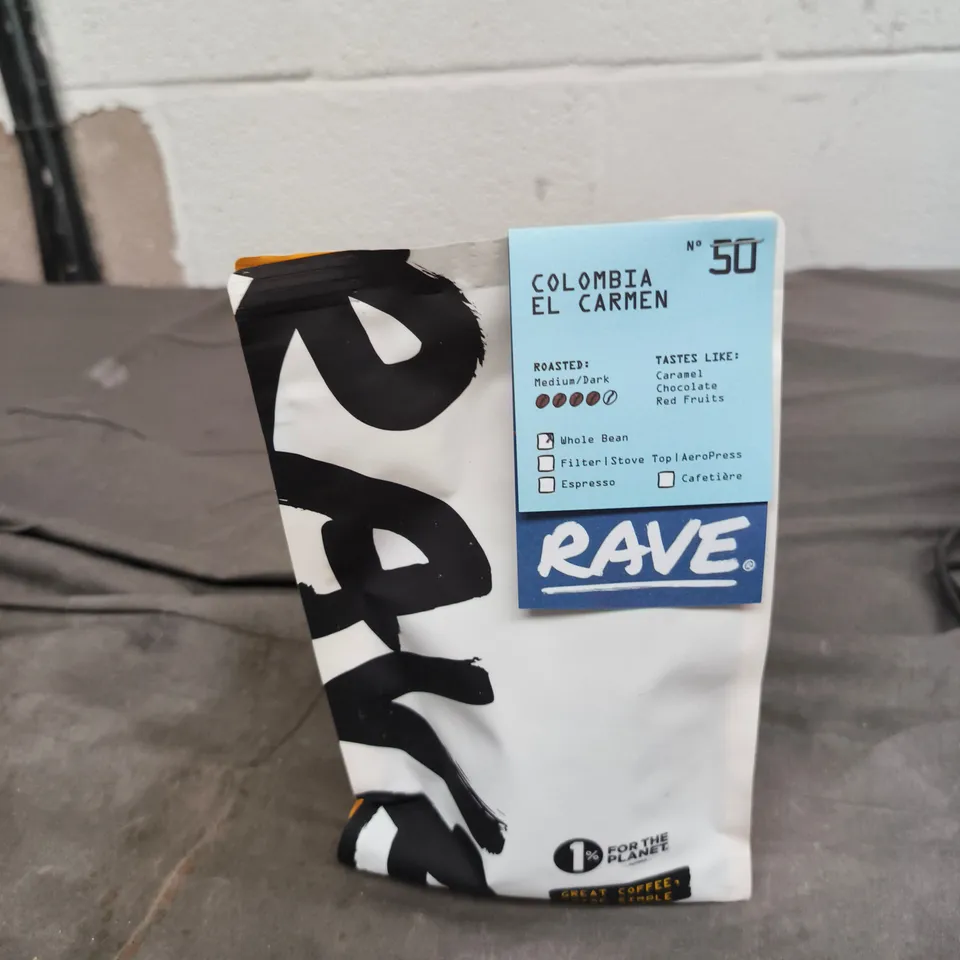 RAVE
Nº 50
COLOMBIA
EL CARMEN
ROASTED:
Medium/Dark
TASTES LIKE:
Caramel
Chocolate
Red Fruits
Whole Bean
Filter|Stove Top|AeroPress
Espresso
Cafetière
RAVE®
1% FOR THE
PLANET
GREAT COFFEE,
SIMPLE